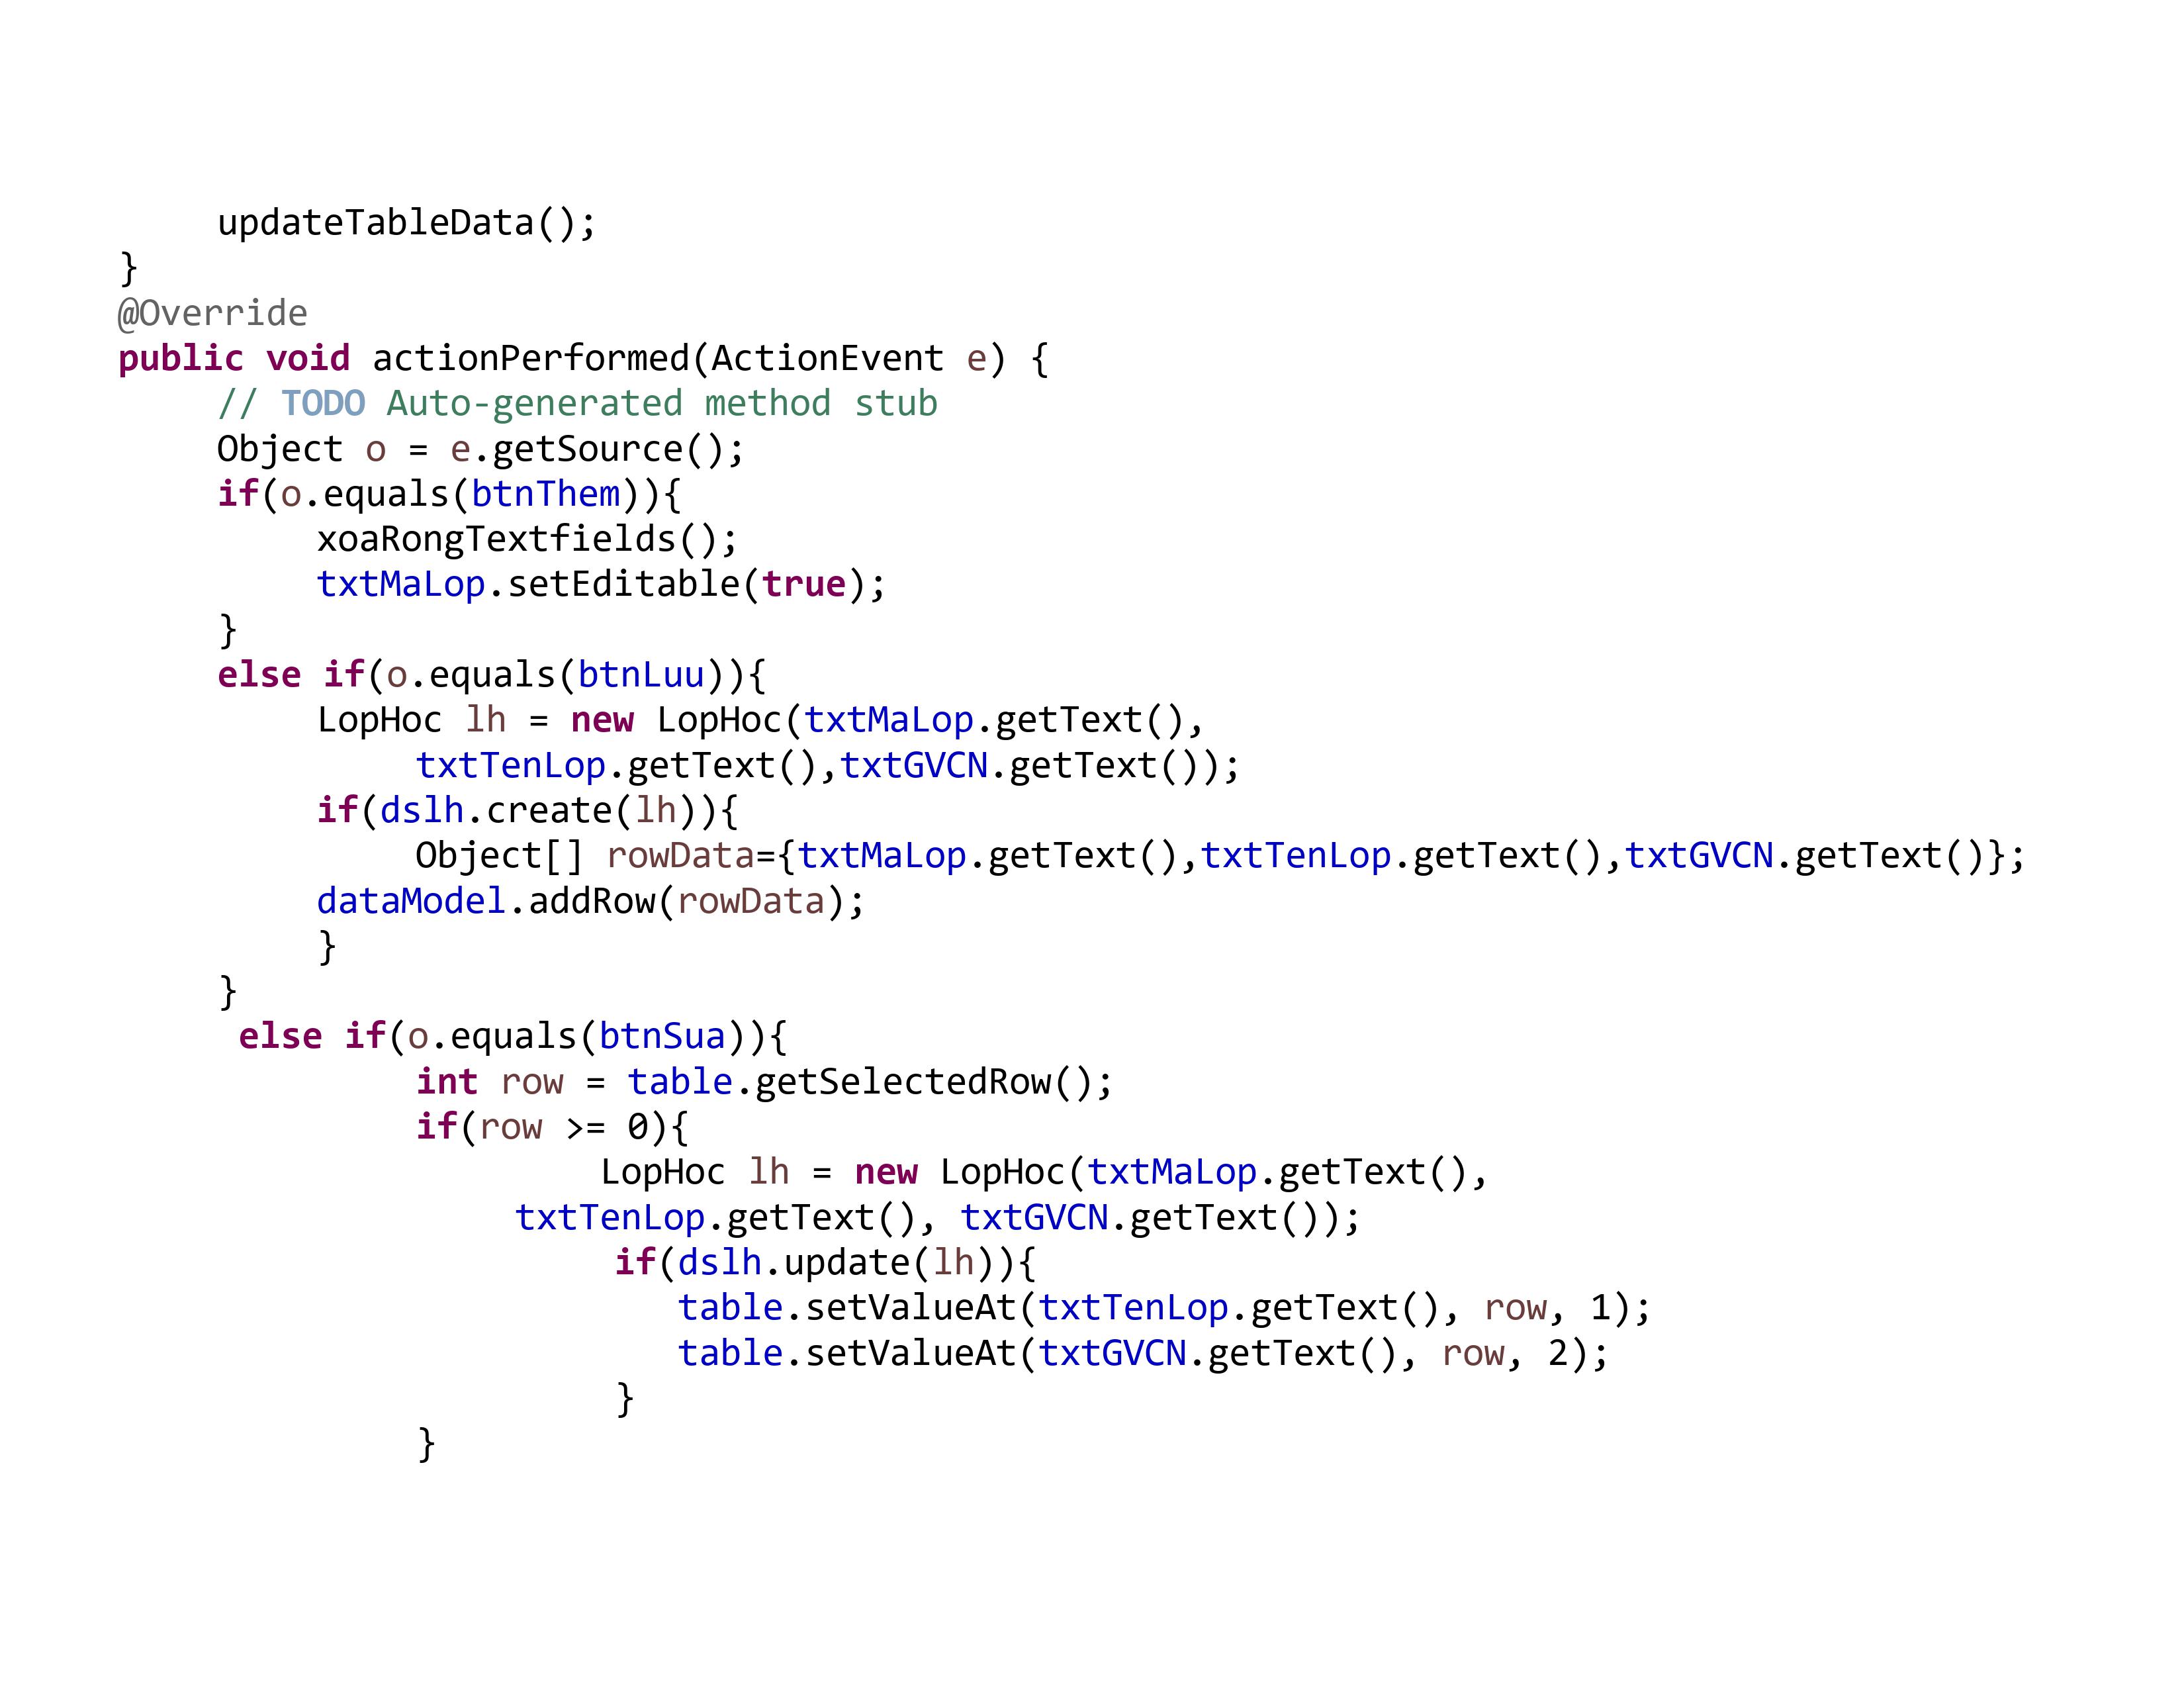 updateTableData();
}
@Override
public void actionPerformed(ActionEvent e) {
// TODO Auto-generated method stub
Object o = e.getSource();
if(o.equals(btnThem)){
xoaRongTextfields();
txtMaLop.setEditable(true);
}
else if(o.equals(btnLuu)){
LopHoc lh = new LopHoc(txtMaLop.getText(),
txtTenLop.getText(),txtGVCN.getText());
if(dslh.create(lh)){
Object[] rowData={txtMaLop.getText(),txtTenLop.getText(),txtGVCN.getText()};
dataModel.addRow(rowData);
}
}
else if(o.equals(btnSua)){
int row = table.getSelectedRow();
if(row >= 0){
LopHoc lh = new LopHoc(txtMaLop.getText(),
txtTenLop.getText(), txtGVCN.getText());
if(dslh.update(lh)){
table.setValueAt(txtTenLop.getText(), row, 1);
table.setValueAt(txtGVCN.getText(), row, 2);
}
}